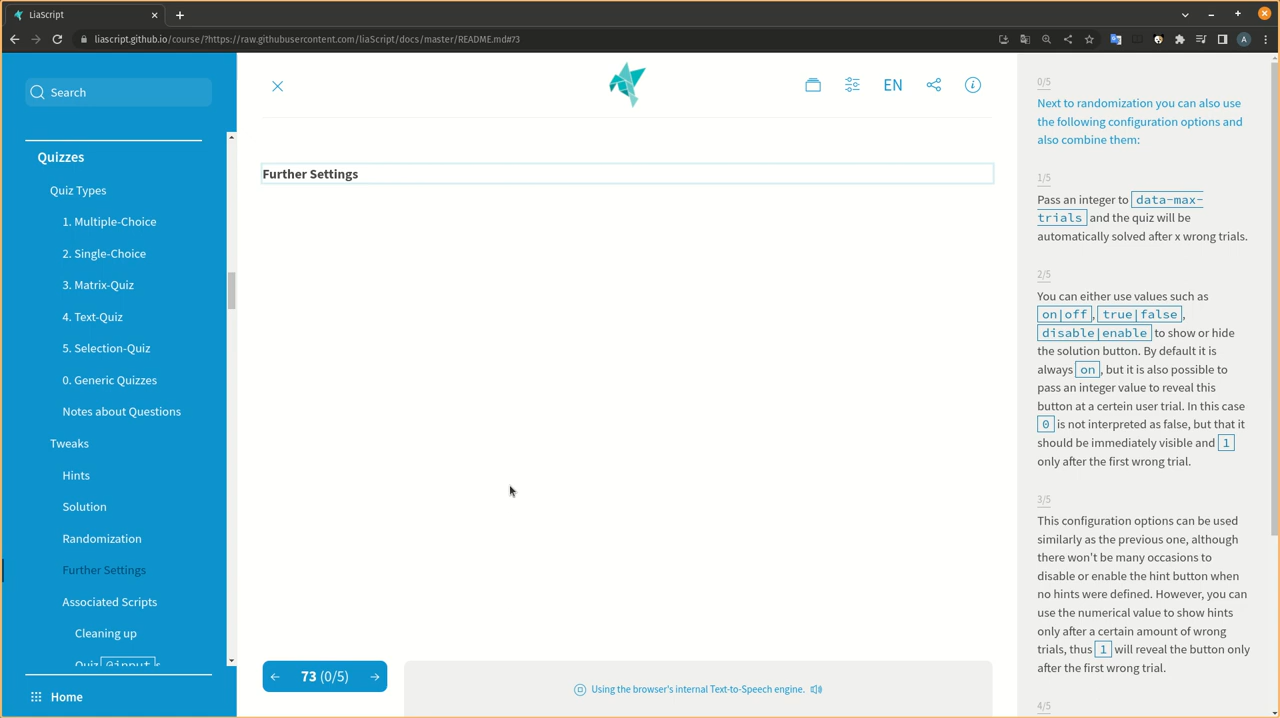 LiaScript
liascript.github.io/course/?https://raw.githubusercontent.com/liaScript/docs/master/README.md#73
A
Search
Quizzes
Quiz Types
1. Multiple-Choice
2. Single-Choice
3. Matrix-Quiz
4. Text-Quiz
5. Selection-Quiz
0. Generic Quizzes
Notes about Questions
Tweaks
Hints
Solution
Randomization
Further Settings
Associated Scripts
Cleaning up
Quiz @input s
Home
EN
Further Settings
73 (0/5)
Using the browser's internal Text-to-Speech engine.
0/5
Next to randomization you can also use
the following configuration options and
also combine them:
1/5
Pass an integer to data-max-
trials and the quiz will be
automatically solved after x wrong trials.
2/5
You can either use values such as
on|off, true|false,
disable|enable to show or hide
the solution button. By default it is
always on, but it is also possible to
pass an integer value to reveal this
button at a certein user trial. In this case
0 is not interpreted as false, but that it
should be immediately visible and 1
only after the first wrong trial.
3/5
This configuration options can be used
similarly as the previous one, although
there won't be many occasions to
disable or enable the hint button when
no hints were defined. However, you can
use the numerical value to show hints
only after a certain amount of wrong
trials, thus 1 will reveal the button only
after the first wrong trial.
4/5